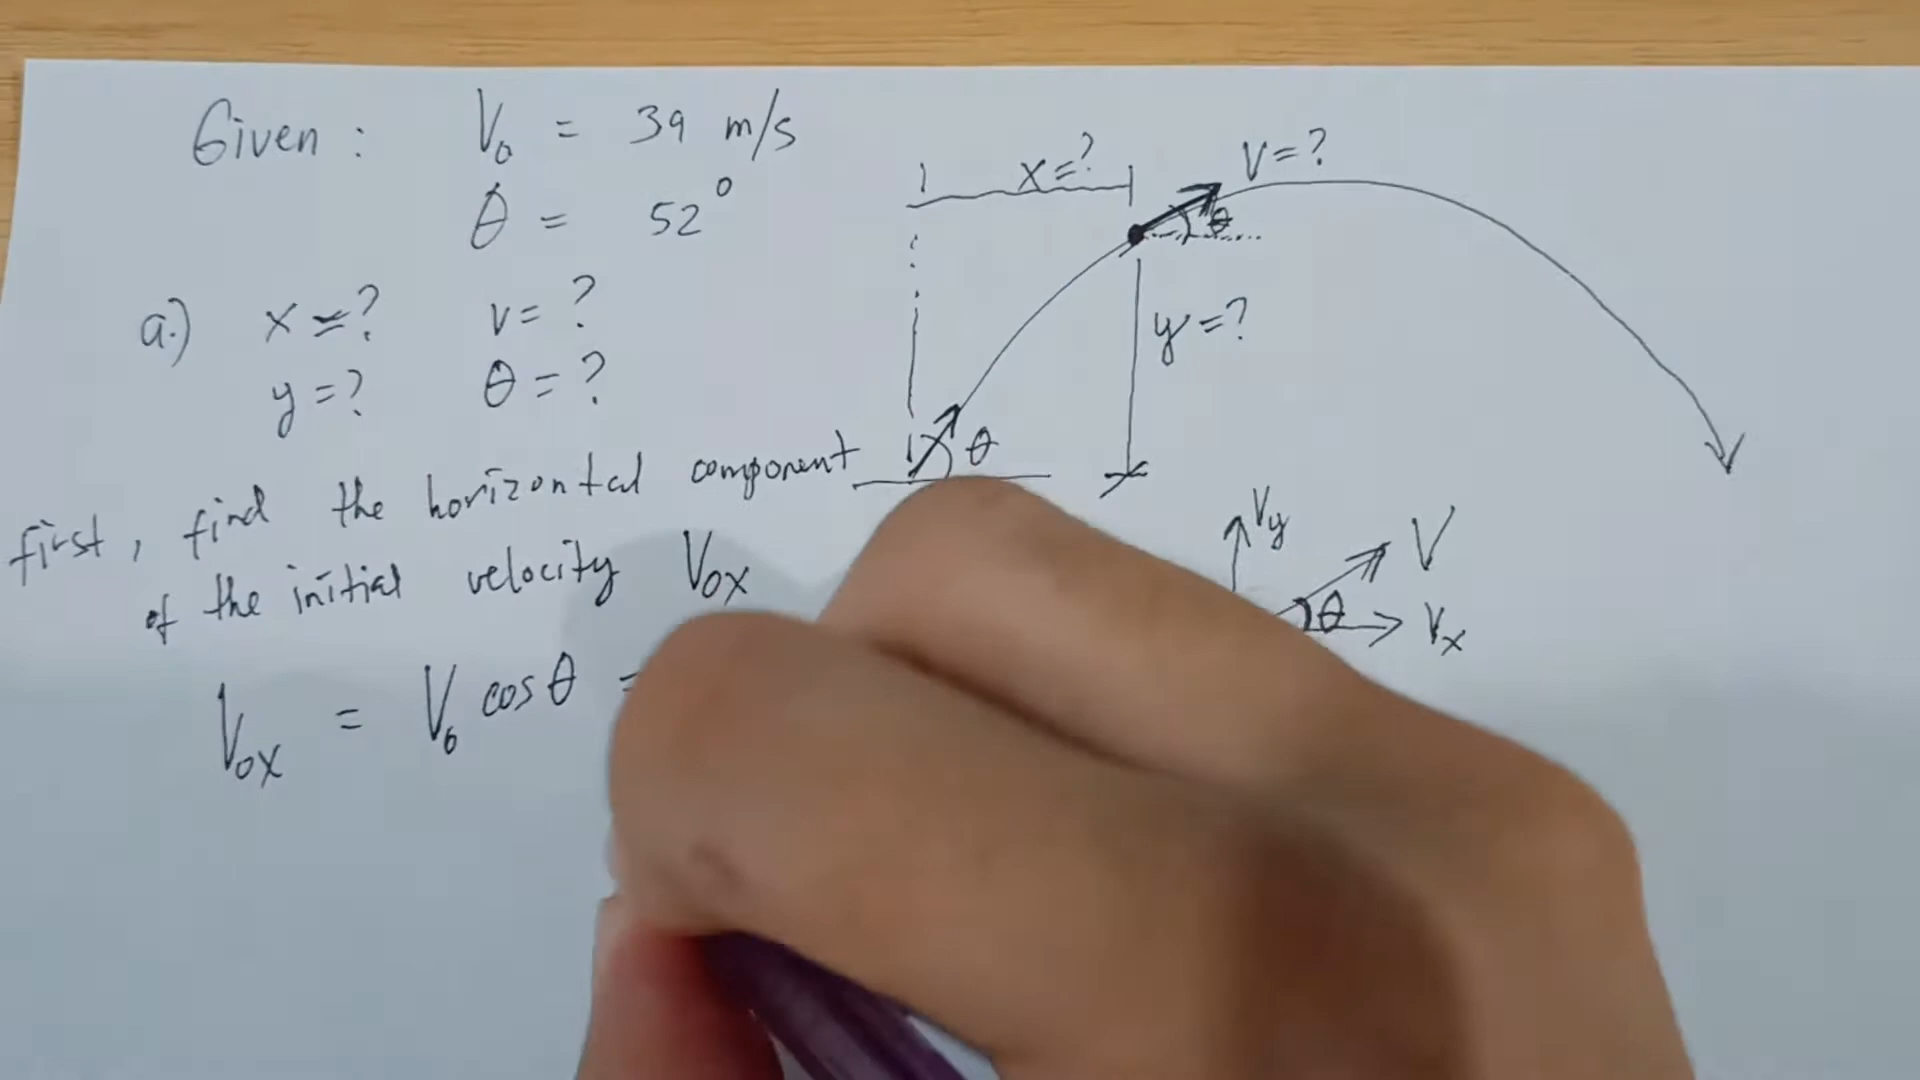 Given : V₀ = 39 m/s
θ = 52°
a.) x = ? v = ?
y = ? θ = ?
first, find the horizontal component
of the initial velocity V₀ₓ
V₀ₓ = V₀ cos θ =
x = ?
v = ?
θ
y = ?
θ
Vy
V
θ
Vx